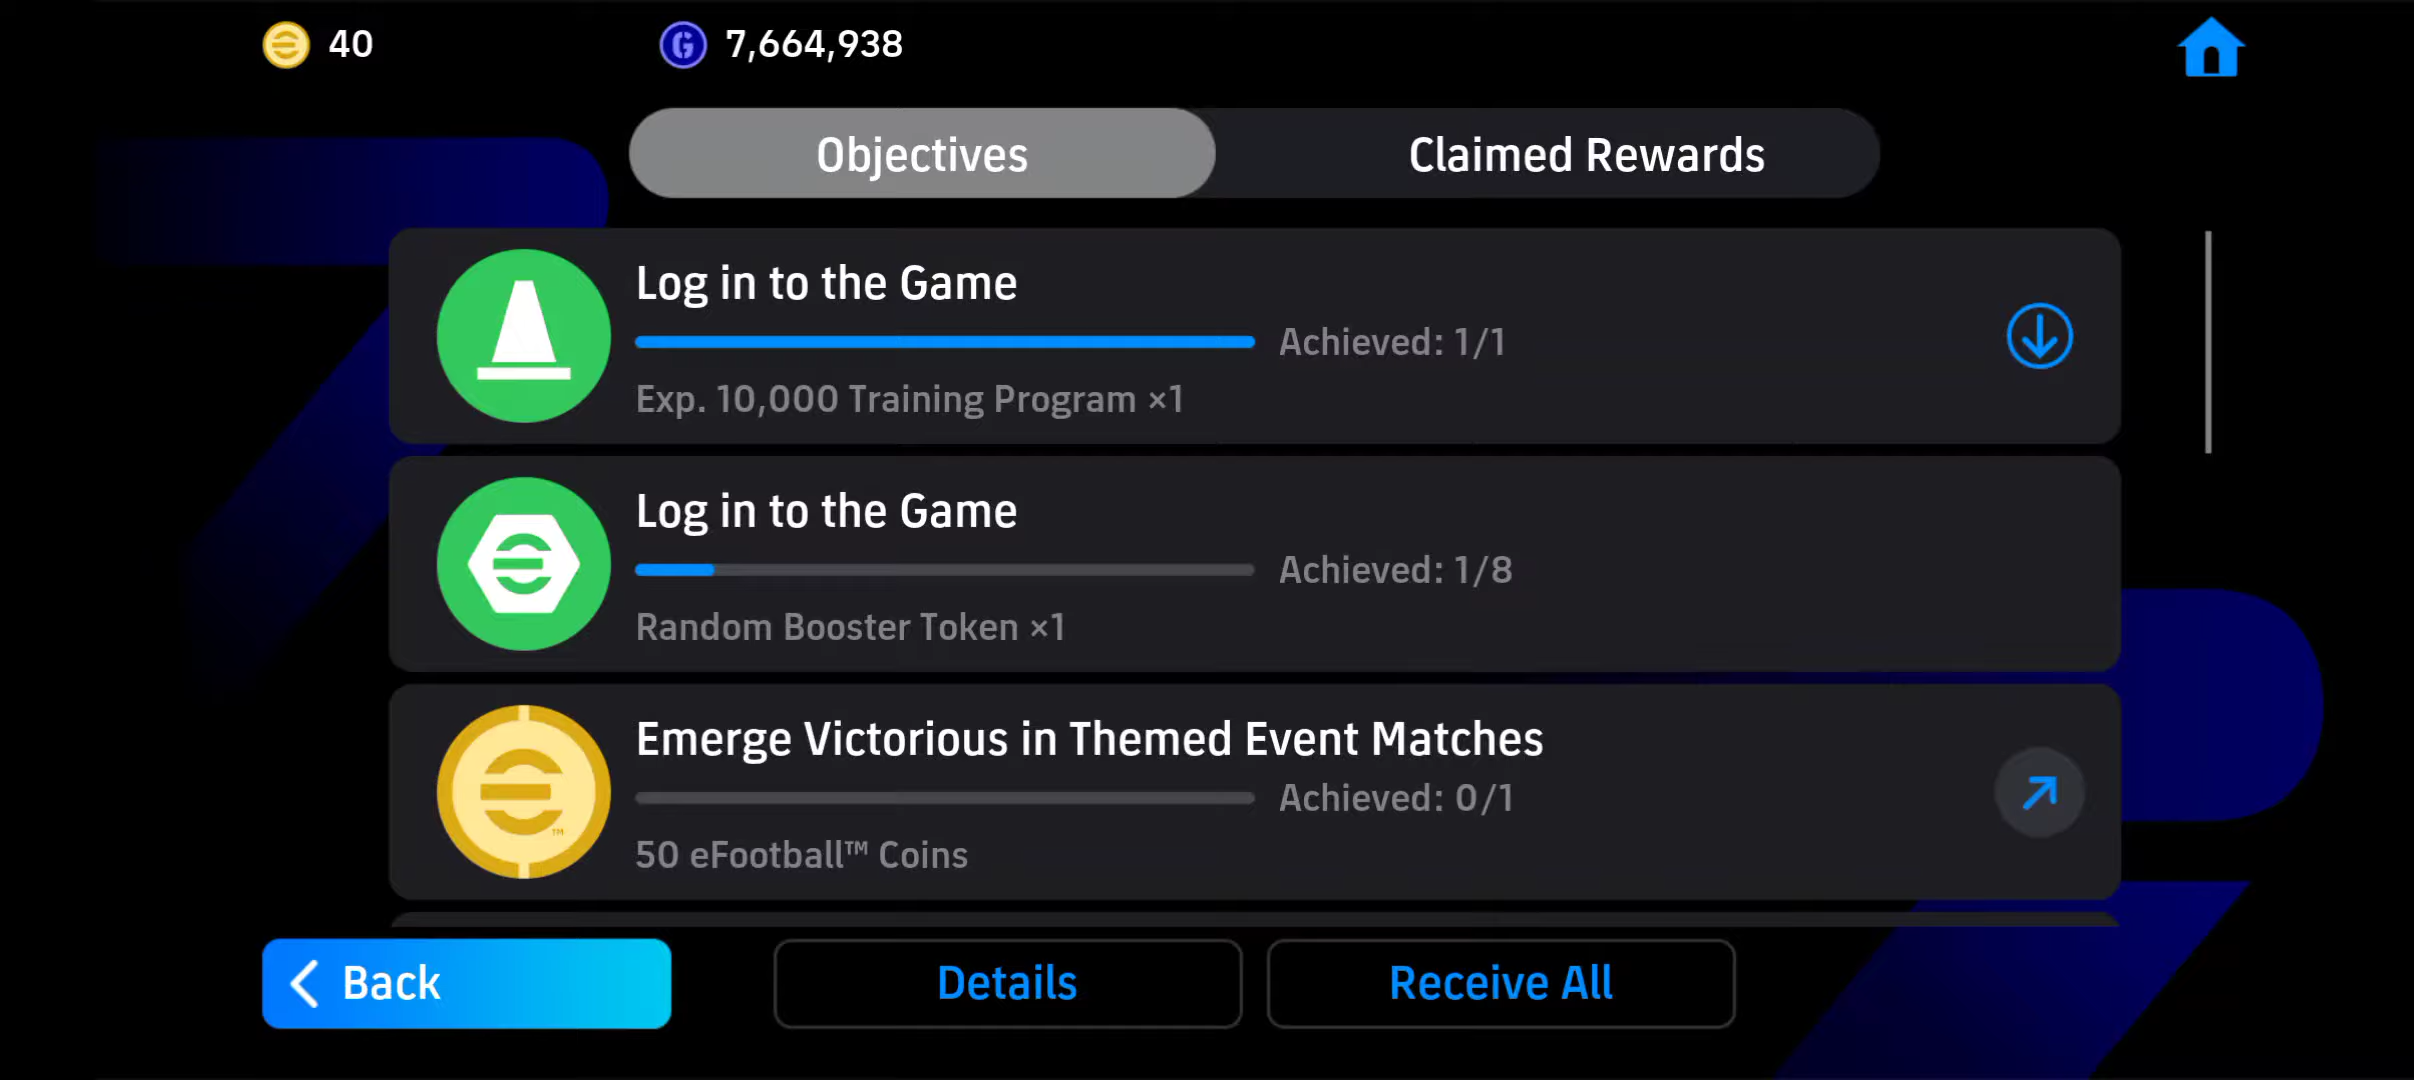 40
7,664,938
Objectives
Claimed Rewards
Log in to the Game
Achieved: 1/1
Exp. 10,000 Training Program ×1
Log in to the Game
Achieved: 1/8
Random Booster Token ×1
Emerge Victorious in Themed Event Matches
Achieved: 0/1
50 eFootball™ Coins
Back
Details
Receive All